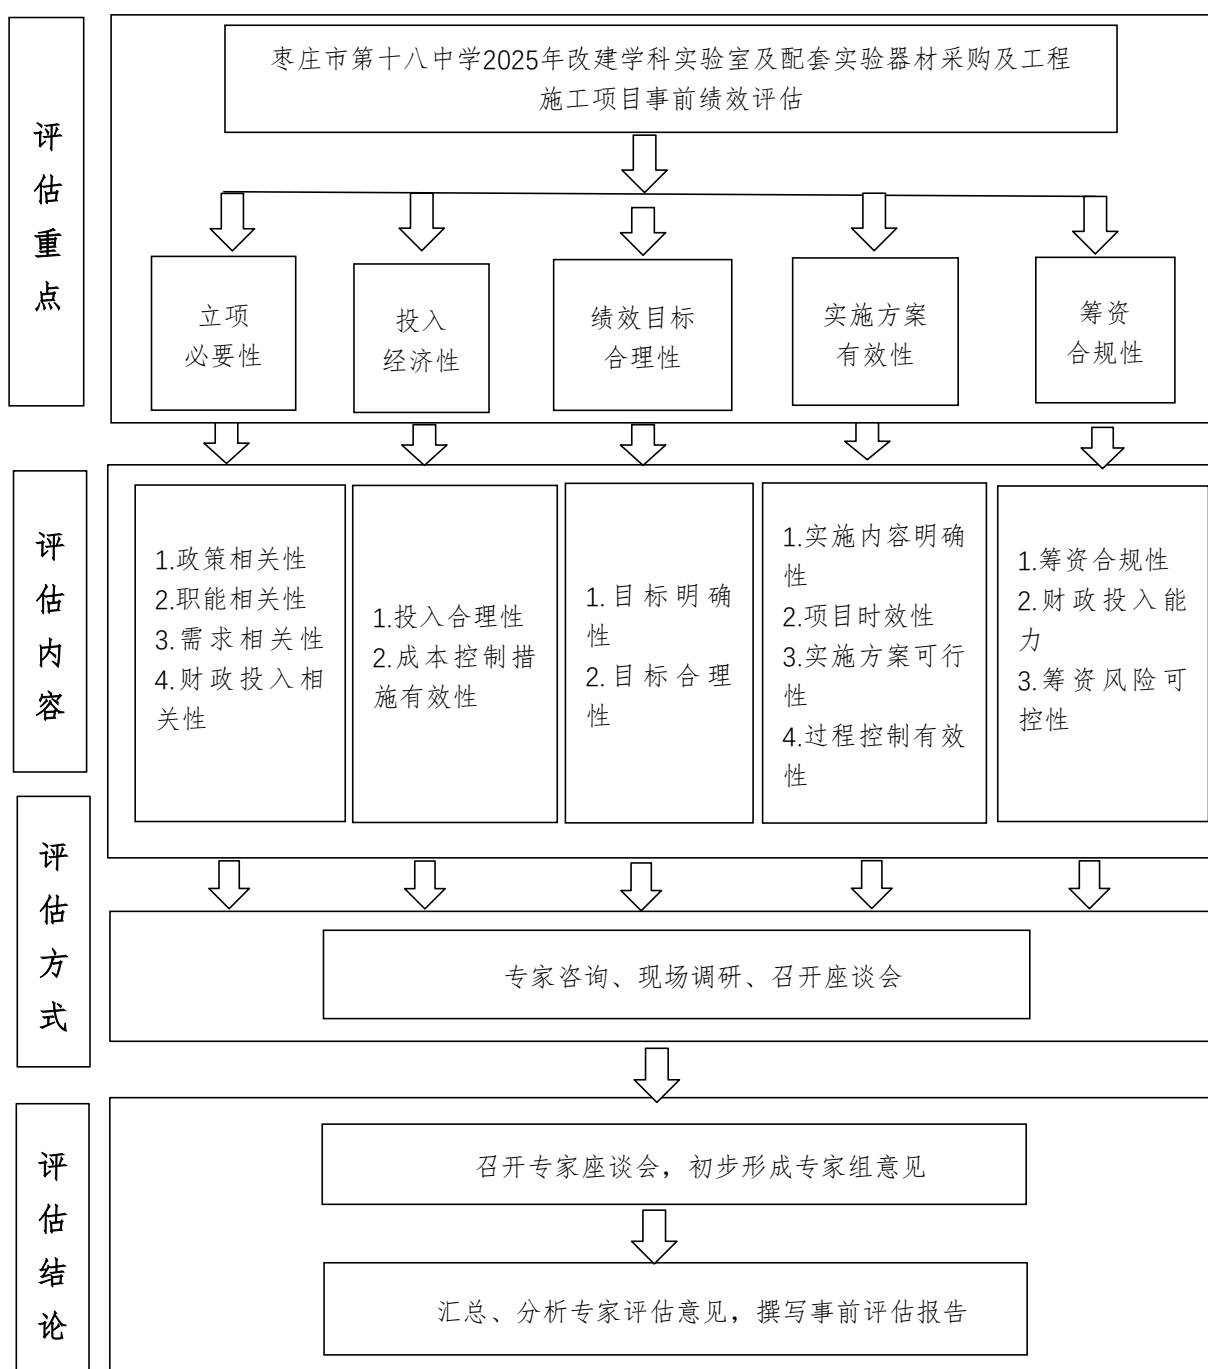 评估重点
枣庄市第十八中学2025年改建学科实验室及配套实验器材采购及工程
施工项目事前绩效评估
立项
必要性
投入
经济性
绩效目标
合理性
实施方案
有效性
筹资
合规性
评估内容
1.政策相关性
2.职能相关性
3.需求相关性
4.财政投入相
关性
1.投入合理性
2.成本控制措
施有效性
1.目标明确
性
2.目标合理
性
1.实施内容明确
性
2.项目时效性
3.实施方案可行
性
4.过程控制有效
性
1.筹资合规性
2.财政投入能
力
3.筹资风险可
控性
评估方式
专家咨询、现场调研、召开座谈会
评估结论
召开专家座谈会，初步形成专家组意见
汇总、分析专家评估意见，撰写事前评估报告